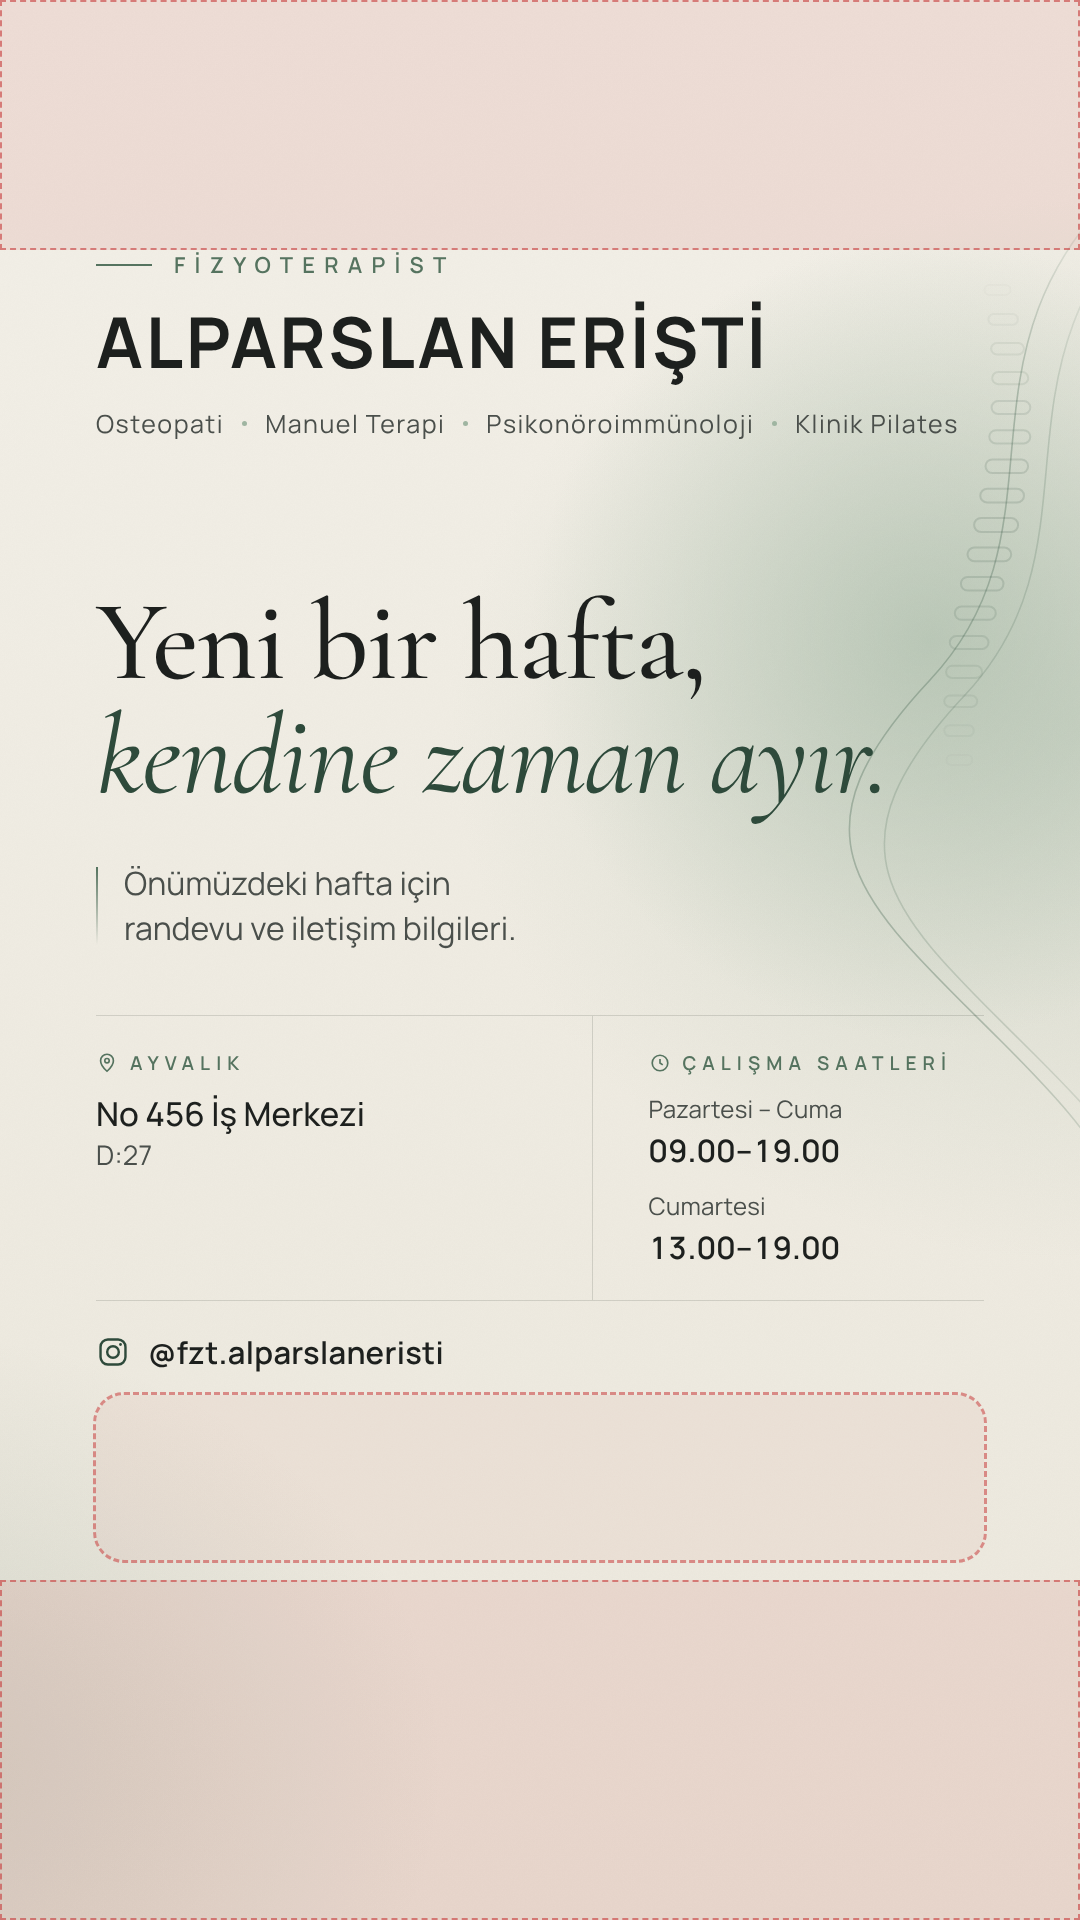 FİZYOTERAPİST
ALPARSLAN ERİŞTİ
Osteopati • Manuel Terapi • Psikonöroimmünoloji • Klinik Pilates
Yeni bir hafta,
kendine zaman ayır.
Önümüzdeki hafta için
randevu ve iletişim bilgileri.
AYVALIK
No 456 İş Merkezi
D:27
ÇALIŞMA SAATLERİ
Pazartesi – Cuma
09.00–19.00
Cumartesi
13.00–19.00
@fzt.alparslaneristi